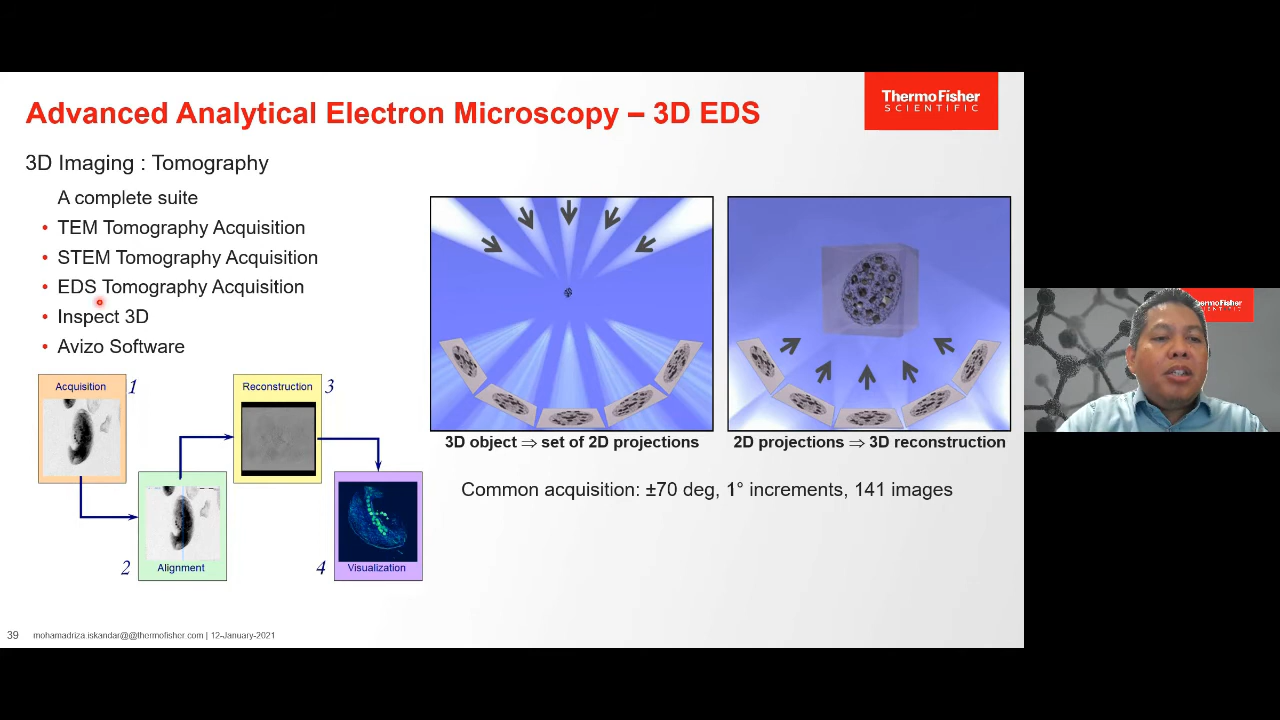 Advanced Analytical Electron Microscopy – 3D EDS
ThermoFisher
SCIENTIFIC
3D Imaging : Tomography
A complete suite
• TEM Tomography Acquisition
• STEM Tomography Acquisition
• EDS Tomography Acquisition
• Inspect 3D
• Avizo Software
Acquisition 1
2 Alignment
Reconstruction 3
4 Visualization
3D object ⇒ set of 2D projections
2D projections ⇒ 3D reconstruction
Common acquisition: ±70 deg, 1° increments, 141 images
39 mohamadriza.iskandar@@thermofisher.com | 12-January-2021